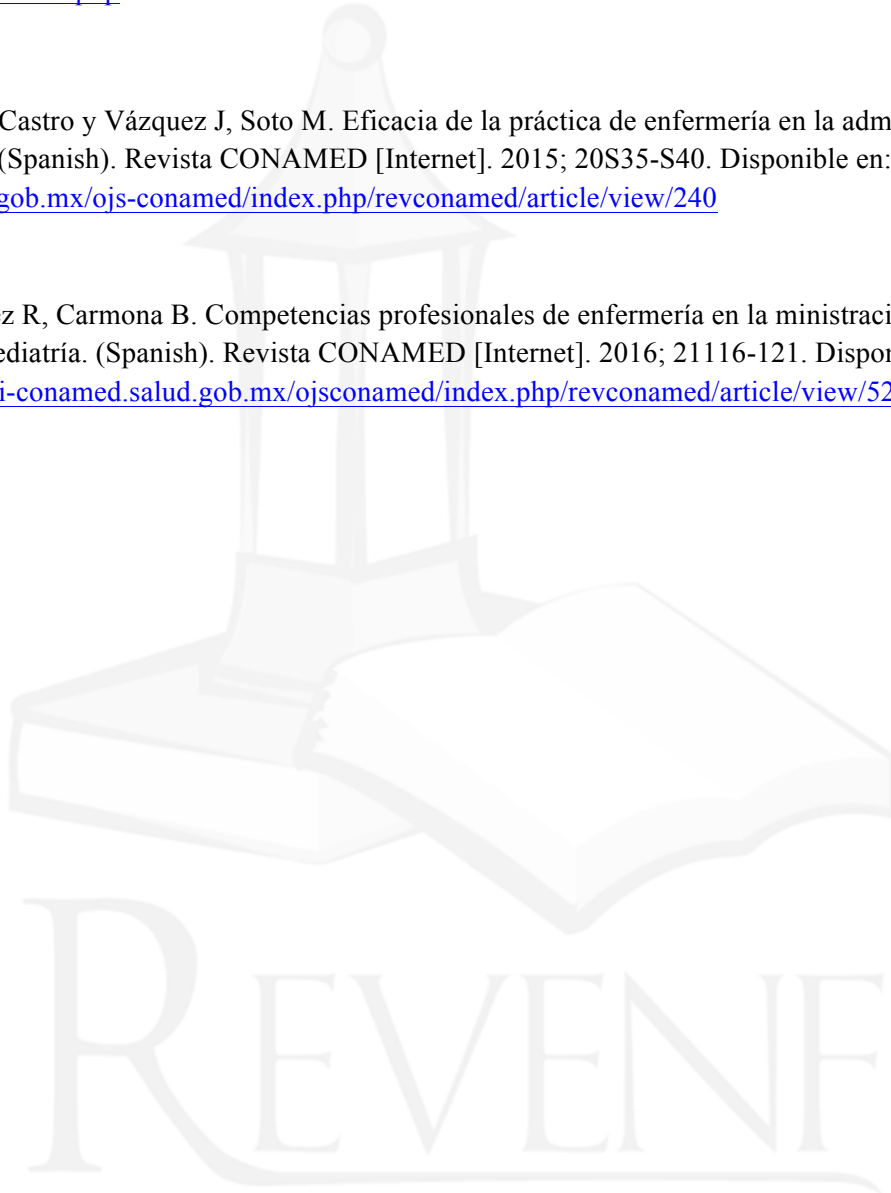 Castro y Vázquez J, Soto M. Eficacia de la práctica de enfermería en la adm
(Spanish). Revista CONAMED [Internet]. 2015; 20S35-S40. Disponible en:
gob.mx/ojs-conamed/index.php/revconamed/article/view/240
ez R, Carmona B. Competencias profesionales de enfermería en la ministraci
ediatría. (Spanish). Revista CONAMED [Internet]. 2016; 21116-121. Dispon
i-conamed.salud.gob.mx/ojsconamed/index.php/revconamed/article/view/52
REVENF